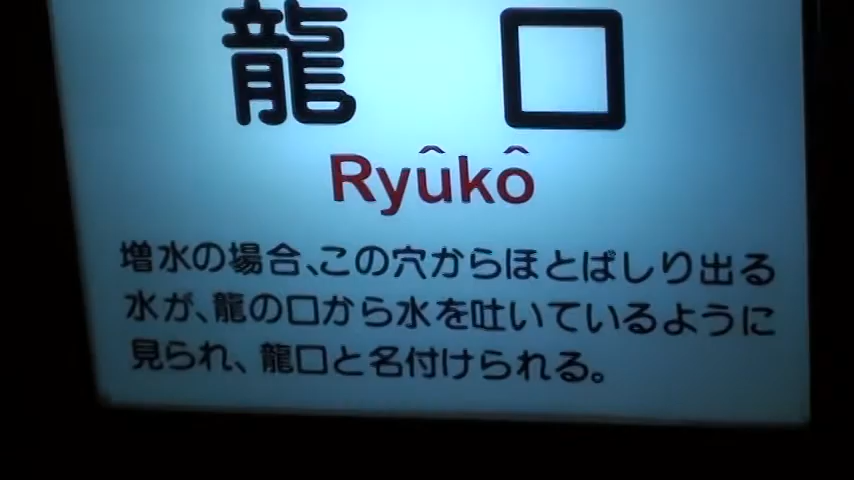 龍口
Ryûkô
増水の場合、この穴からほとばしり出る
水が、龍の口から水を吐いているように
見られ、龍口と名付けられる。